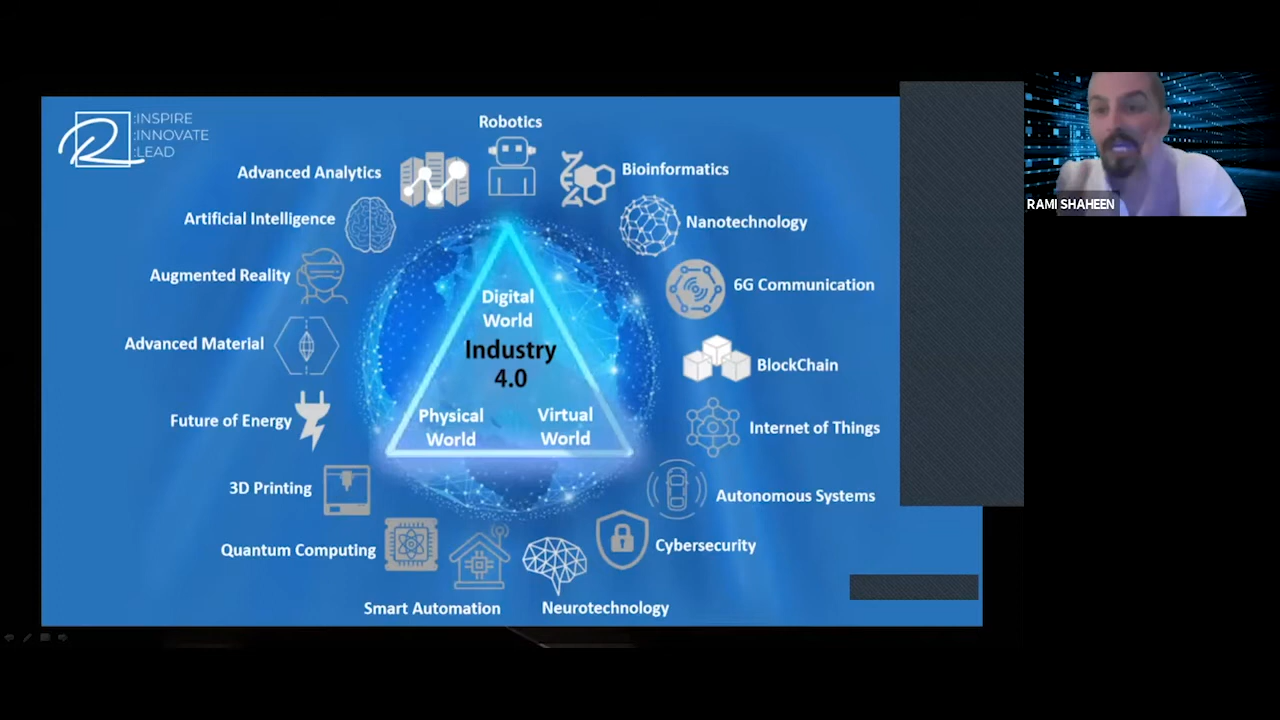 :INSPIRE
:INNOVATE
:LEAD
Robotics
Advanced Analytics
Bioinformatics
Artificial Intelligence
Nanotechnology
Augmented Reality
6G Communication
Digital
World
Industry
4.0
Advanced Material
BlockChain
Physical
World
Virtual
World
Future of Energy
Internet of Things
3D Printing
Autonomous Systems
Quantum Computing
Cybersecurity
Smart Automation
Neurotechnology
RAMI SHAHEEN